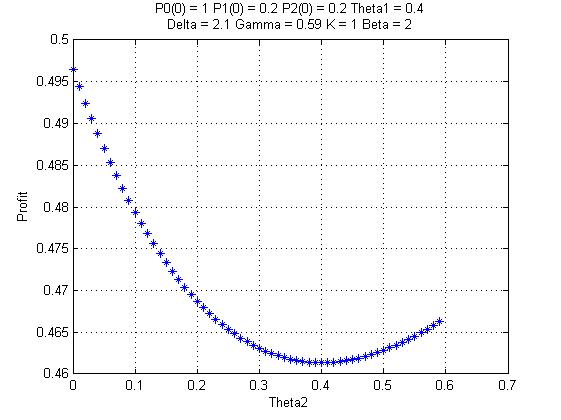 P0(0) = 1 P1(0) = 0.2 P2(0) = 0.2 Theta1 = 0.4
Delta = 2.1 Gamma = 0.59 K = 1 Beta = 2
0.5
0.495
0.49
0.485
0.48
0.475
0.47
0.465
0.46
Profit
0 0.1 0.2 0.3 0.4 0.5 0.6 0.7
Theta2